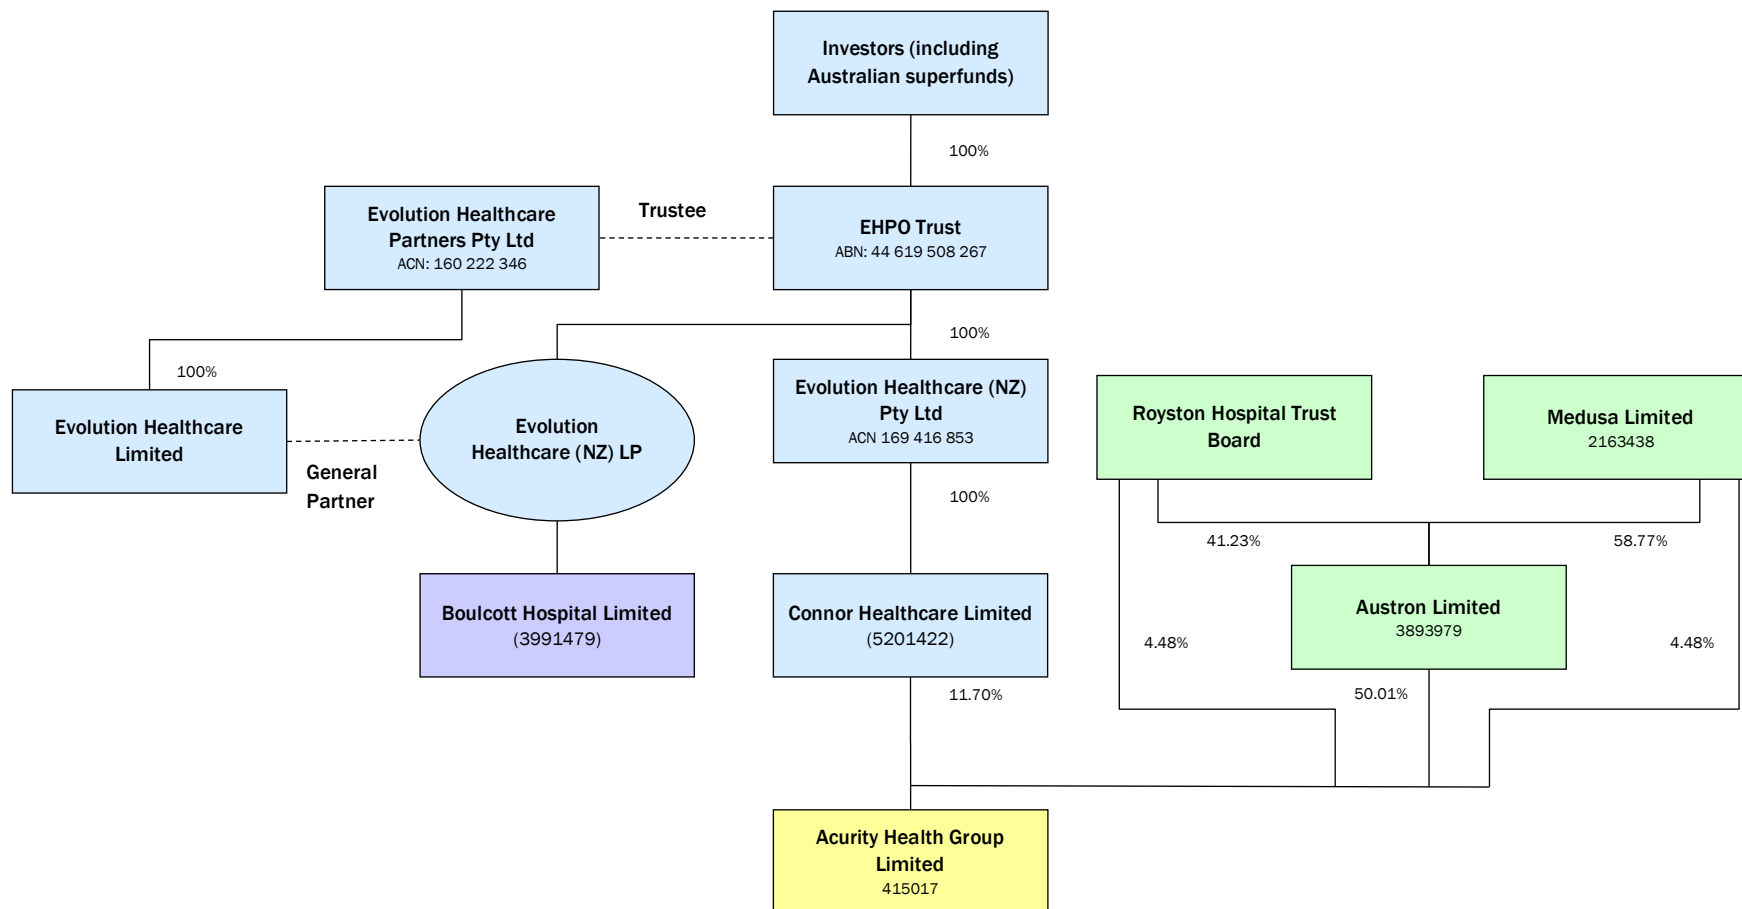 Investors (including
Australian superfunds)
100%
Evolution Healthcare
Partners Pty Ltd
ACN: 160 222 346
Trustee
EHPO Trust
ABN: 44 619 508 267
100%
100%
Evolution Healthcare
Limited
General
Partner
Evolution
Healthcare (NZ) LP
Evolution Healthcare (NZ)
Pty Ltd
ACN 169 416 853
Royston Hospital Trust
Board
Medusa Limited
2163438
100%
41.23%
58.77%
Boulcott Hospital Limited
(3991479)
Connor Healthcare Limited
(5201422)
Austron Limited
3893979
4.48%
4.48%
11.70%
50.01%
Acurity Health Group
Limited
415017